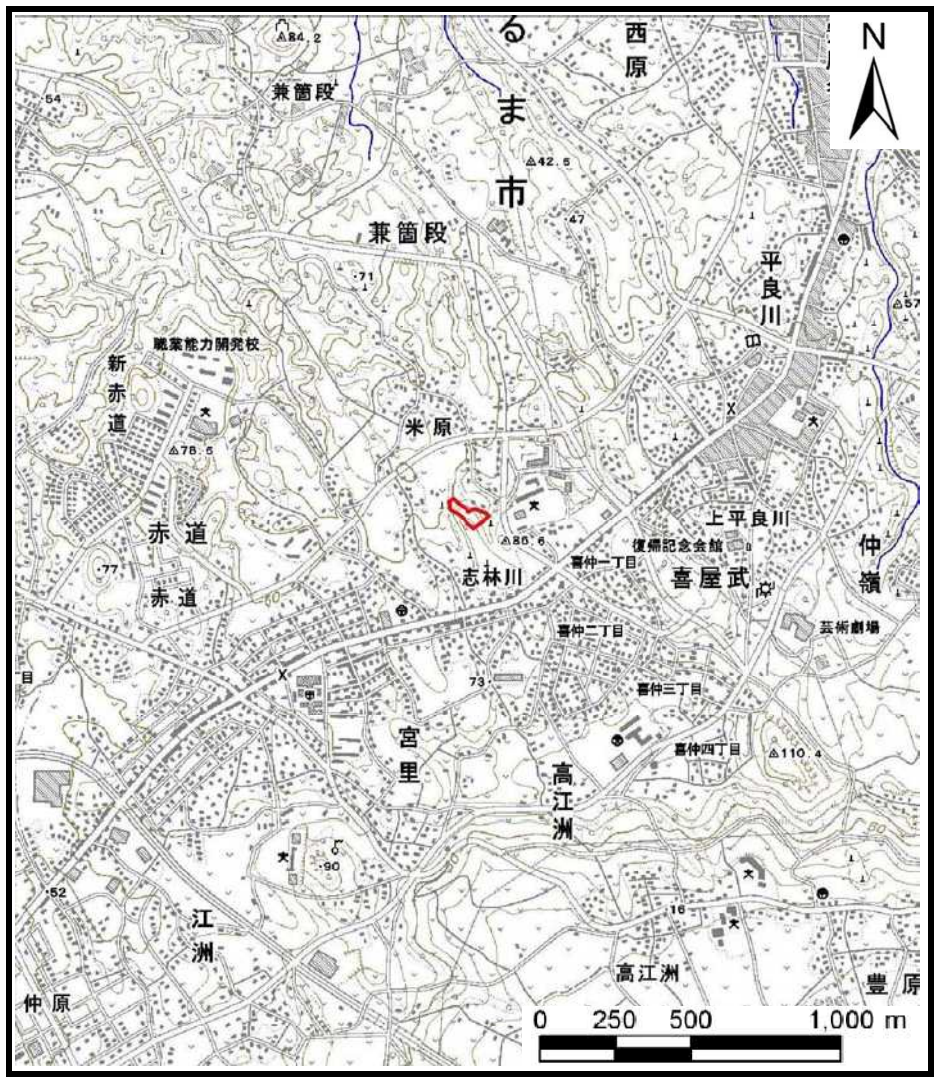 N
84.2
兼箇段
54
るま市
西原
42.5
47
兼箇段
71
平良川
57
職業能力開発校
新赤道
米原
78.6
赤道
77
赤道
86.6
上平良川
復帰記念会館
喜屋武
仲嶺
志林川
喜仲一丁目
芸術劇場
喜仲二丁目
目
73
喜仲三丁目
宮里
喜仲四丁目
110.4
高江洲
90
52
16
江洲
高江洲
豊原
仲原
0 250 500 1,000 m